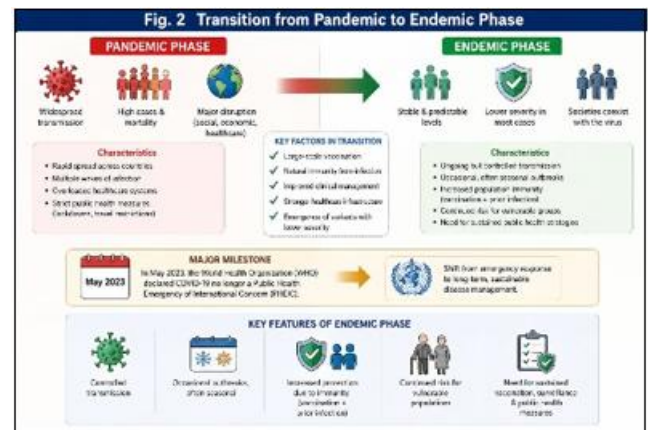 Fig. 2 Transition from Pandemic to Endemic Phase
PANDEMIC PHASE
Widespread
transmission
High cases &
mortality
Major disruption
(social, economic,
healthcare)
ENDEMIC PHASE
Stable & predictable
levels
Lower severity in
most cases
Societies coexist
with the virus
Characteristics
• Rapid spread across countries
• Multiple waves of infection
• Overloaded healthcare systems
• Strict public health measures
(lockdowns, travel restrictions)
KEY FACTORS IN TRANSITION
✓ Large-scale vaccination
✓ Natural immunity from infection
✓ Improved clinical management
✓ Stronger healthcare infrastructure
✓ Emergence of variants with
lower severity
Characteristics
• Ongoing but controlled transmission
• Occasional, often seasonal outbreaks
• Increased population immunity
(vaccination + prior infection)
• Continued risk for vulnerable groups
• Need for sustained public health strategies
MAJOR MILESTONE
May 2023
In May 2023, the World Health Organization (WHO)
declared COVID-19 no longer a Public Health
Emergency of International Concern (PHEIC).
Shift from emergency response
to long-term, sustainable
disease management.
KEY FEATURES OF ENDEMIC PHASE
Controlled
transmission
Occasional outbreaks,
often seasonal
Increased protection
due to immunity
(vaccination +
prior infection)
Continued risk for
vulnerable
populations
Need for sustained
vaccination, surveillance
& public health
measures